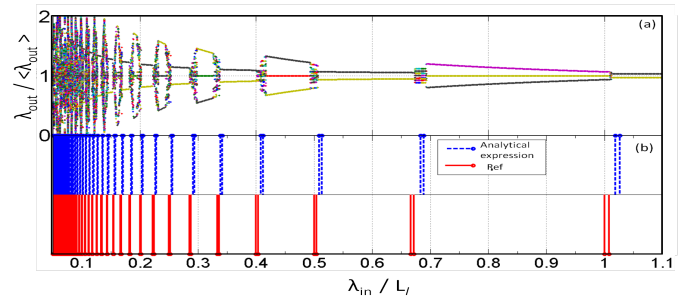 2
(a)
1
0
λout / <λout>
(b)
Analytical
expression
Ref
0.1 0.2 0.3 0.4 0.5 0.6 0.7 0.8 0.9 1 1.1
λin / Ll